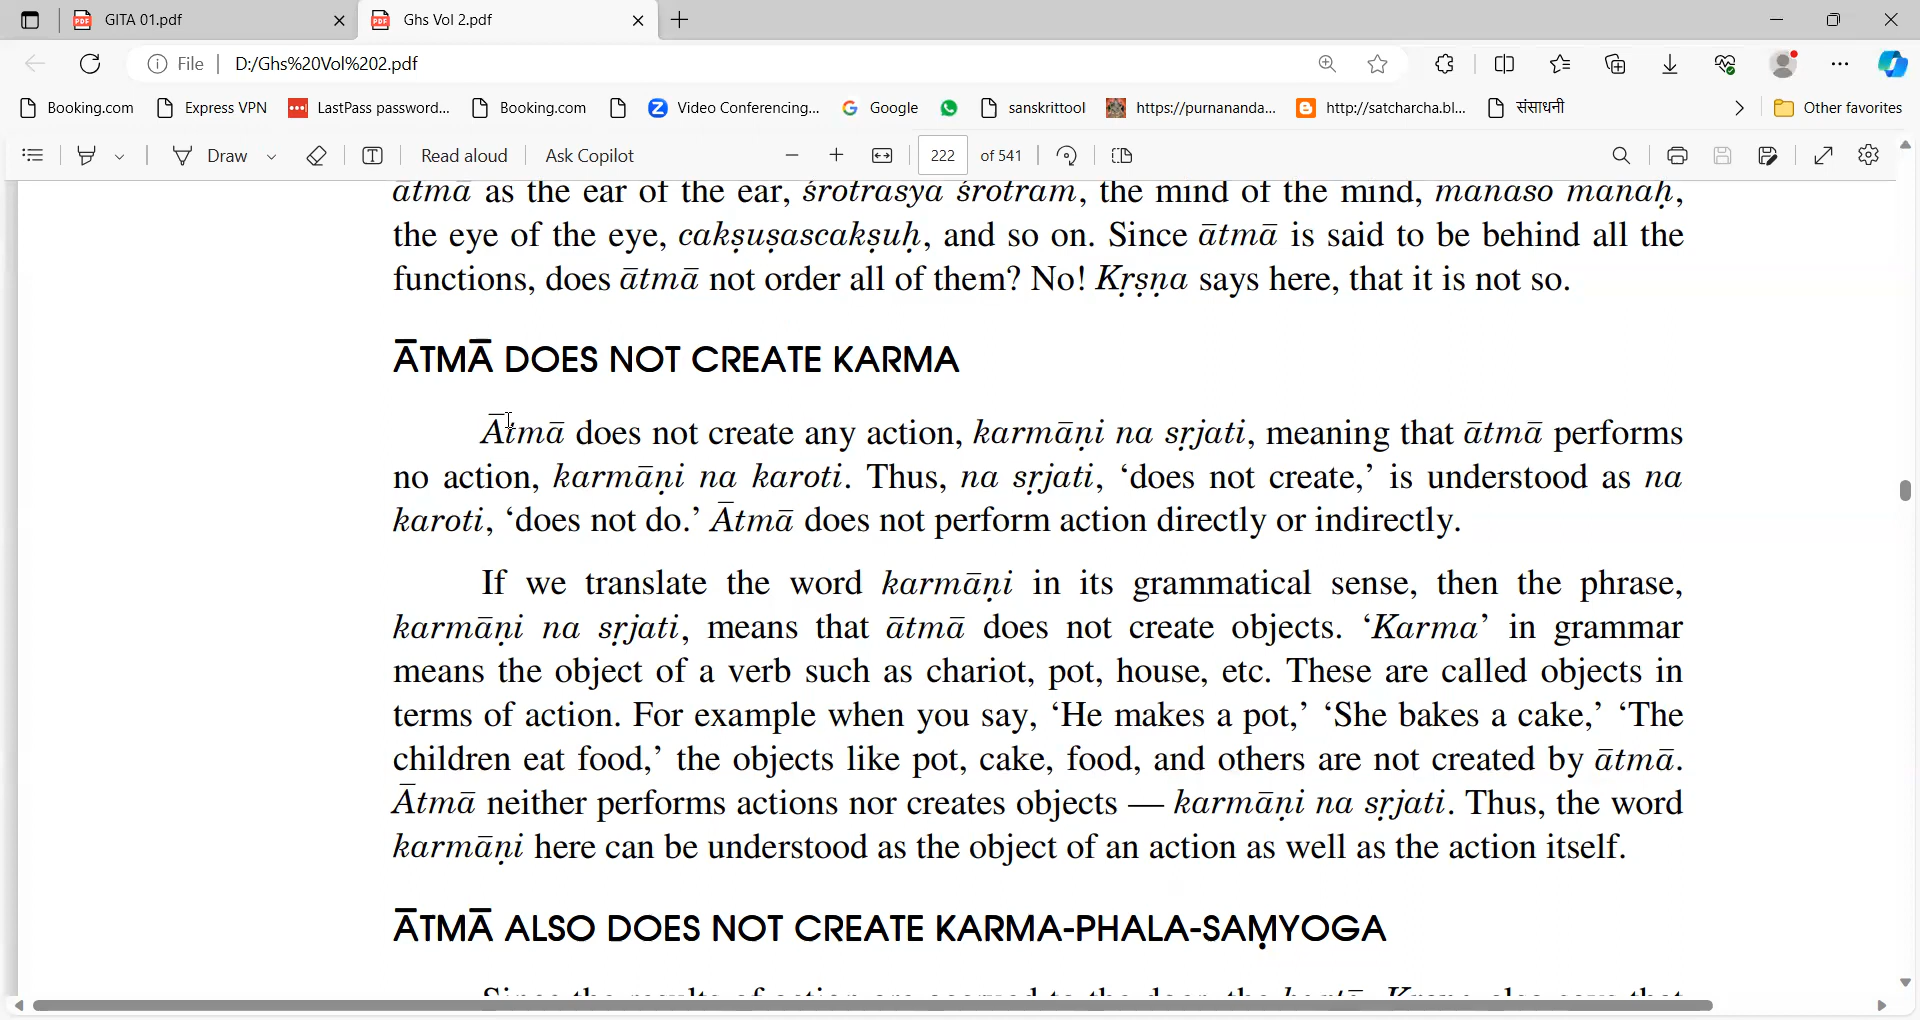 GITA 01.pdf
Ghs Vol 2.pdf
File | D:/Ghs%20Vol%202.pdf
Booking.com Express VPN LastPass password... Booking.com Video Conferencing... Google sanskrittool https://purnananda... http://satcharcha.bl... संसाधनी Other favorites
Draw Read aloud Ask Copilot 222 of 541
ātmā as the ear of the ear, śrotrasya śrotram, the mind of the mind, manaso manaḥ,
the eye of the eye, cakṣuṣascakṣuḥ, and so on. Since ātmā is said to be behind all the
functions, does ātmā not order all of them? No! Kṛṣṇa says here, that it is not so.
ĀTMĀ DOES NOT CREATE KARMA
Ātmā does not create any action, karmāṇi na sṛjati, meaning that ātmā performs
no action, karmāṇi na karoti. Thus, na sṛjati, ‘does not create,’ is understood as na
karoti, ‘does not do.’ Ātmā does not perform action directly or indirectly.
If we translate the word karmāṇi in its grammatical sense, then the phrase,
karmāṇi na sṛjati, means that ātmā does not create objects. ‘Karma’ in grammar
means the object of a verb such as chariot, pot, house, etc. These are called objects in
terms of action. For example when you say, ‘He makes a pot,’ ‘She bakes a cake,’ ‘The
children eat food,’ the objects like pot, cake, food, and others are not created by ātmā.
Ātmā neither performs actions nor creates objects — karmāṇi na sṛjati. Thus, the word
karmāṇi here can be understood as the object of an action as well as the action itself.
ĀTMĀ ALSO DOES NOT CREATE KARMA-PHALA-SAṂYOGA